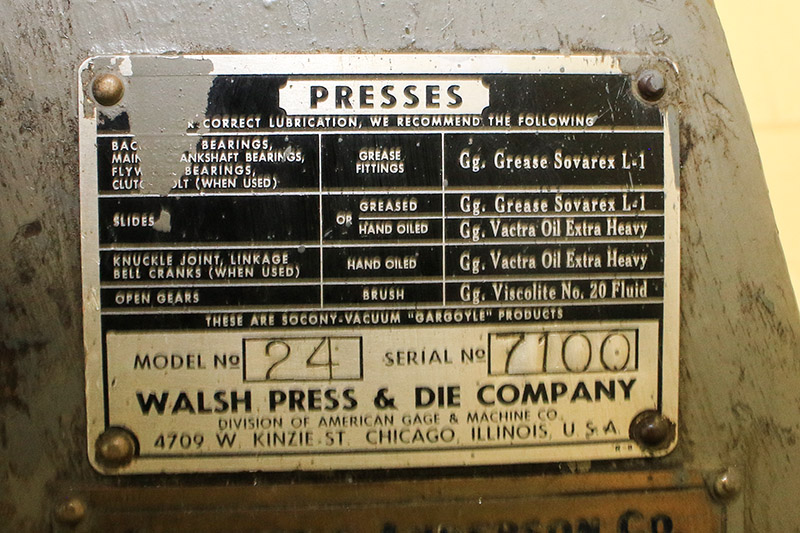 PRESSES
CORRECT LUBRICATION, WE RECOMMEND THE FOLLOWING
BEARINGS,
BEARINGS,
BEARINGS,
(WHEN USED)
GREASE
FITTINGS
Gg. Grease Sovarex L-1
SLIDES
OR
GREASED
Gg. Grease Sovarex L-1
HAND OILED
Gg. Vactra Oil Extra Heavy
KNUCKLE JOINT, LINKAGE
BELL CRANKS (WHEN USED)
HAND OILED
Gg. Vactra Oil Extra Heavy
OPEN GEARS
BRUSH
Gg. Viscolite No. 20 Fluid
THESE ARE SOCONY-VACUUM "GARGOYLE" PRODUCTS
MODEL No 24 SERIAL No 7100
WALSH PRESS & DIE COMPANY
DIVISION OF AMERICAN GAGE & MACHINE CO.
4709 W. KINZIE ST. CHICAGO, ILLINOIS, U.S.A.
Co.